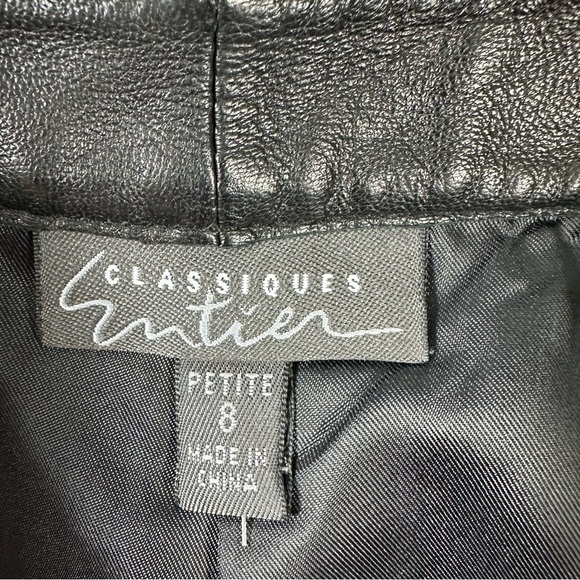 CLASSIQUES
Entier
PETITE
8
MADE IN
CHINA